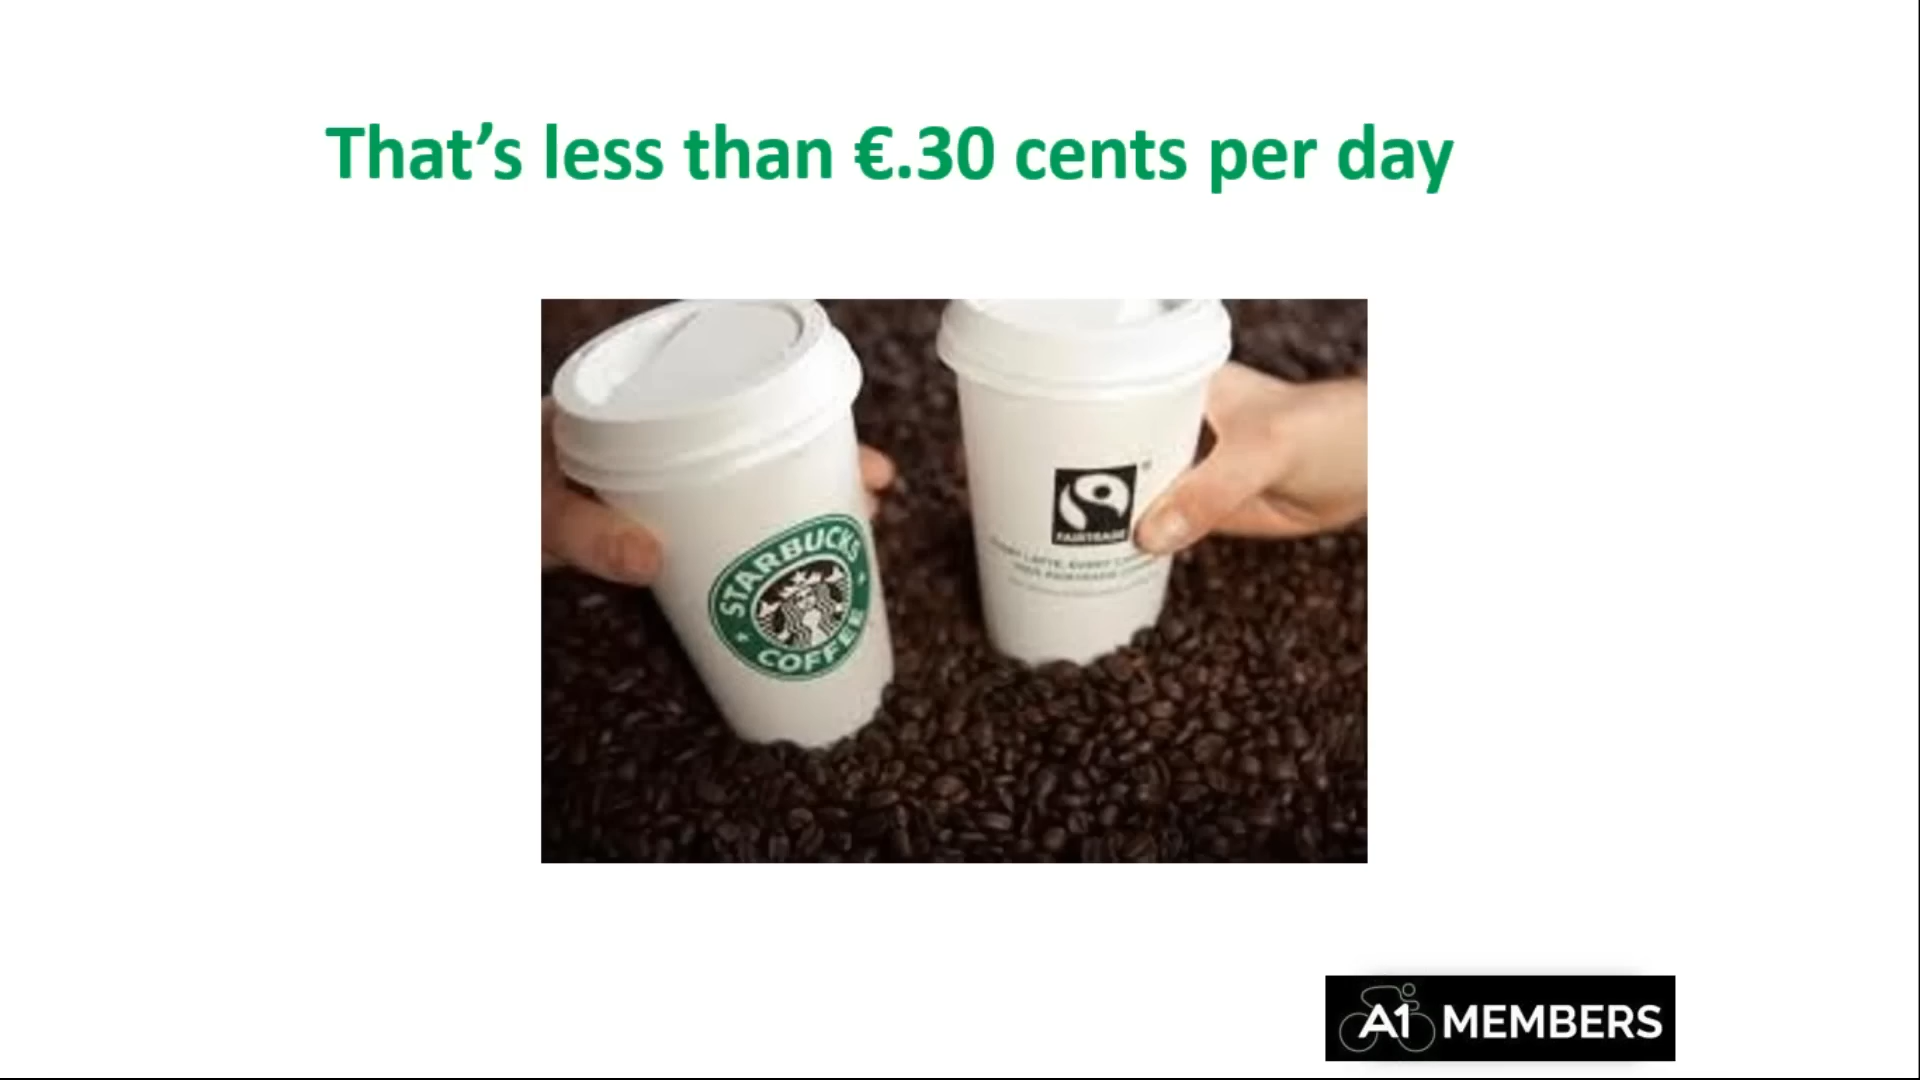 That’s less than €.30 cents per day
STARBUCKS
COFFEE
FAIRTRADE
A1 MEMBERS